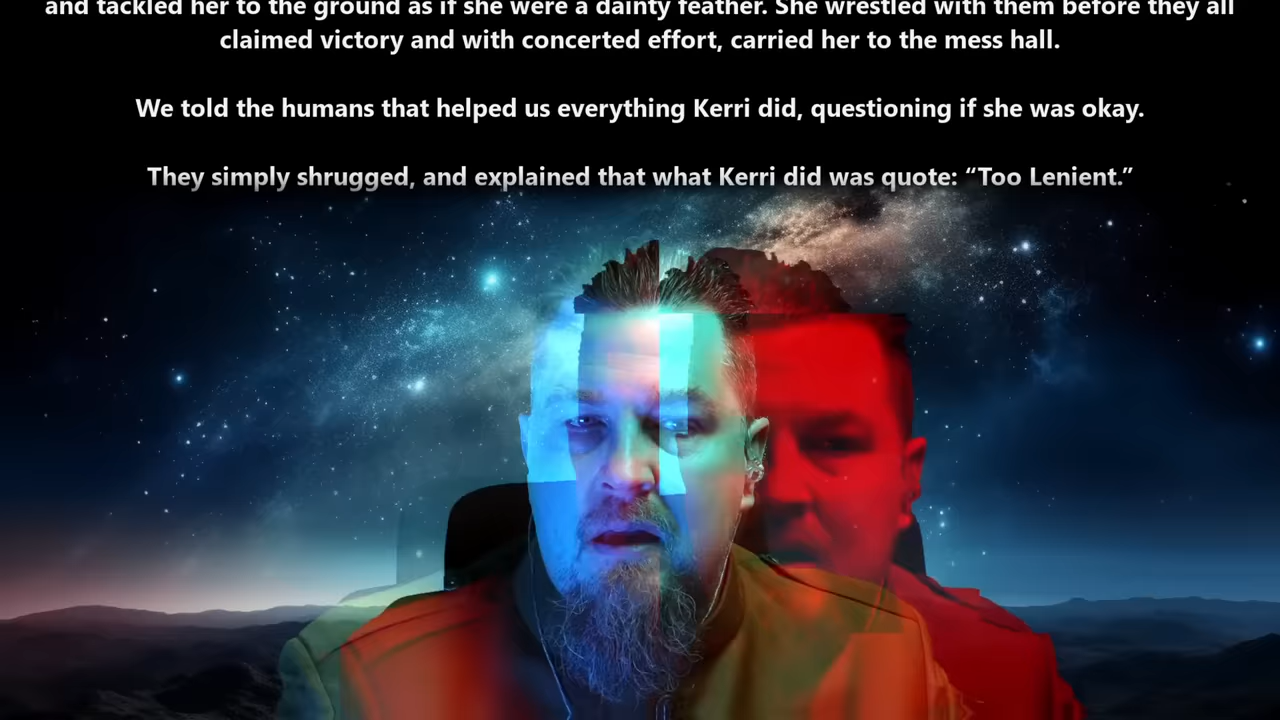 and tackled her to the ground as if she were a dainty feather. She wrestled with them before they all
claimed victory and with concerted effort, carried her to the mess hall.
We told the humans that helped us everything Kerri did, questioning if she was okay.
They simply shrugged, and explained that what Kerri did was quote: “Too Lenient.”